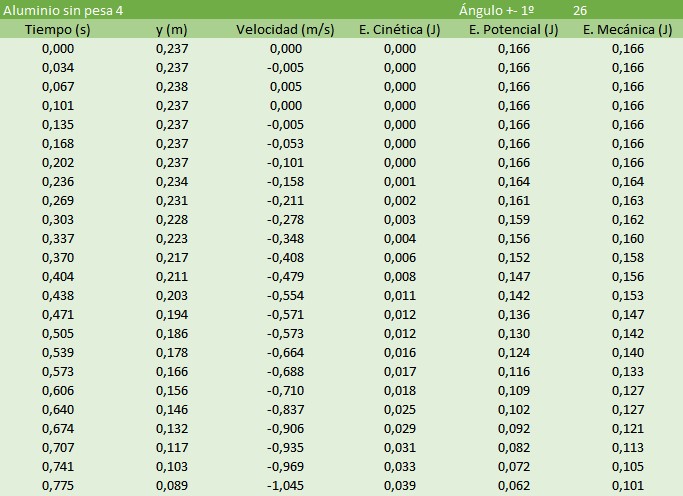 Aluminio sin pesa 4 Ángulo +- 1º 26
Tiempo (s) y (m) Velocidad (m/s) E. Cinética (J) E. Potencial (J) E. Mecánica (J)
0,000 0,237 0,000 0,000 0,166 0,166
0,034 0,237 -0,005 0,000 0,166 0,166
0,067 0,238 0,005 0,000 0,166 0,166
0,101 0,237 0,000 0,000 0,166 0,166
0,135 0,237 -0,005 0,000 0,166 0,166
0,168 0,237 -0,053 0,000 0,166 0,166
0,202 0,237 -0,101 0,000 0,166 0,166
0,236 0,234 -0,158 0,001 0,164 0,164
0,269 0,231 -0,211 0,002 0,161 0,163
0,303 0,228 -0,278 0,003 0,159 0,162
0,337 0,223 -0,348 0,004 0,156 0,160
0,370 0,217 -0,408 0,006 0,152 0,158
0,404 0,211 -0,479 0,008 0,147 0,156
0,438 0,203 -0,554 0,011 0,142 0,153
0,471 0,194 -0,571 0,012 0,136 0,147
0,505 0,186 -0,573 0,012 0,130 0,142
0,539 0,178 -0,664 0,016 0,124 0,140
0,573 0,166 -0,688 0,017 0,116 0,133
0,606 0,156 -0,710 0,018 0,109 0,127
0,640 0,146 -0,837 0,025 0,102 0,127
0,674 0,132 -0,906 0,029 0,092 0,121
0,707 0,117 -0,935 0,031 0,082 0,113
0,741 0,103 -0,969 0,033 0,072 0,105
0,775 0,089 -1,045 0,039 0,062 0,101